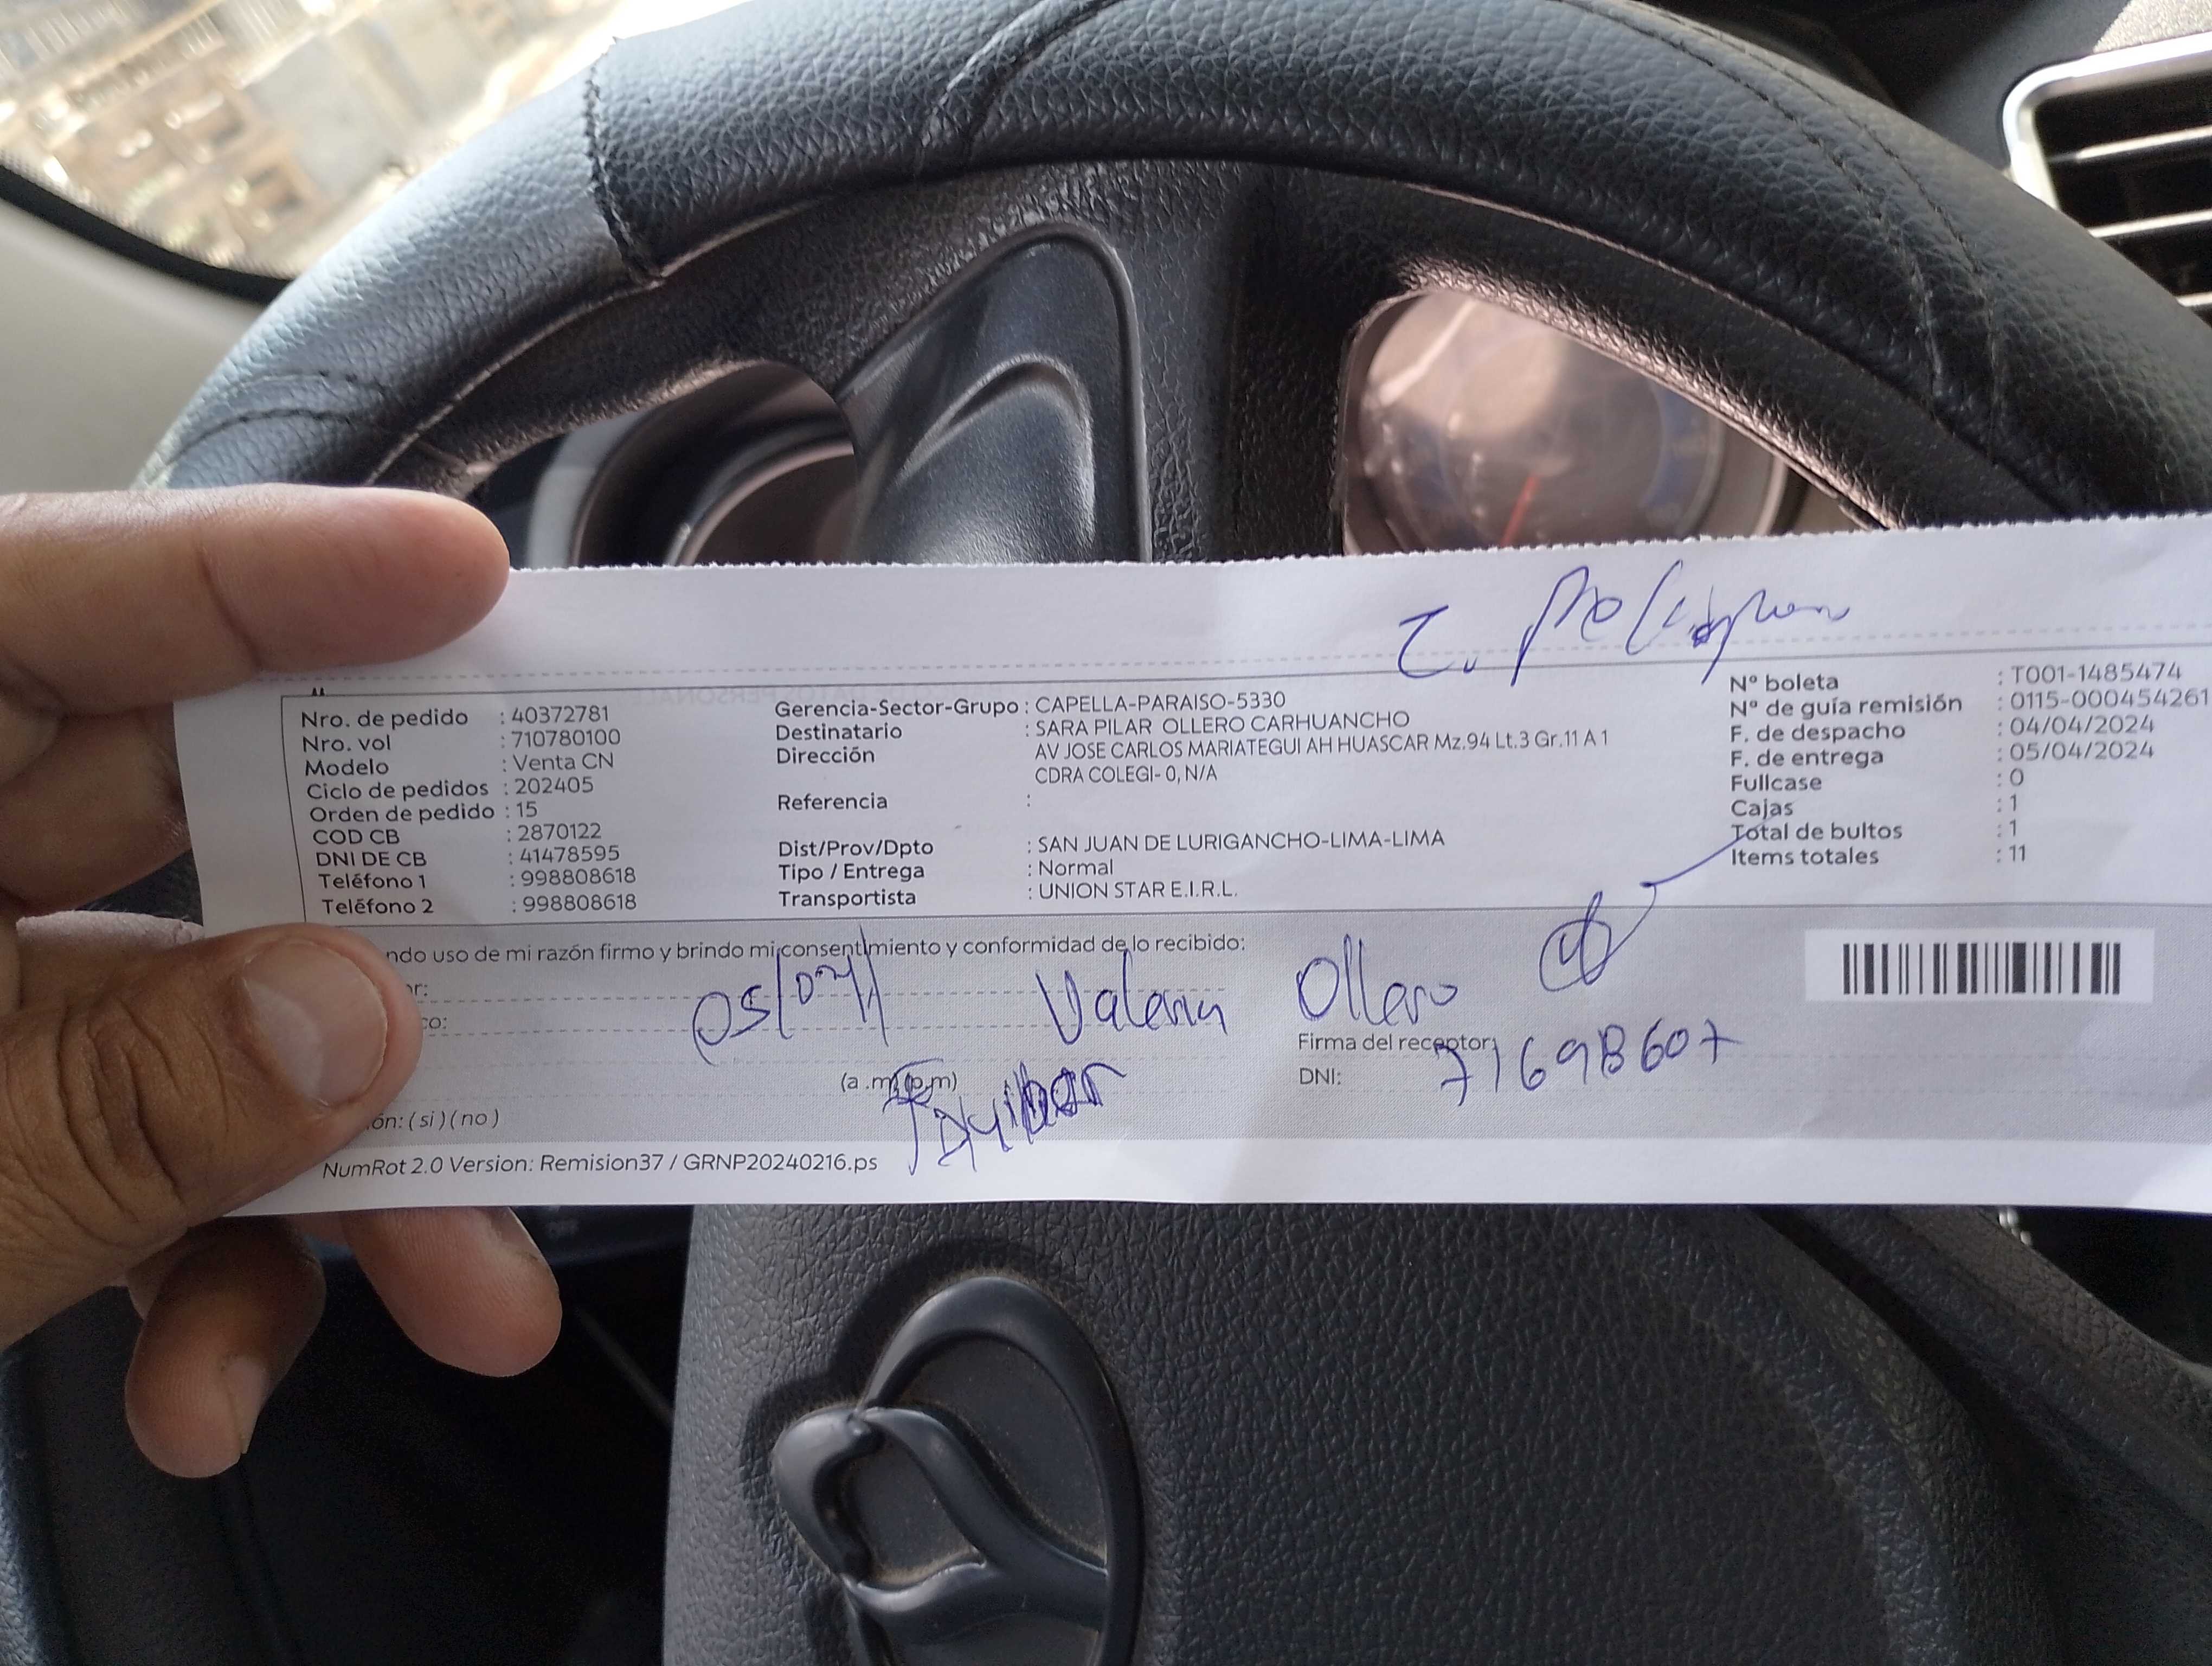 Nro. de pedido : 40372781
Nro. vol : 710780100
Modelo : Venta CN
Ciclo de pedidos : 202405
Orden de pedido : 15
COD CB : 2870122
DNI DE CB : 41478595
Teléfono 1 : 998808618
Teléfono 2 : 998808618
Gerencia-Sector-Grupo : CAPELLA-PARAISO-5330
Destinatario : SARA PILAR OLLERO CARHUANCHO
Dirección AV JOSE CARLOS MARIATEGUI AH HUASCAR Mz.94 Lt.3 Gr.11 A 1
CDRA COLEGI- 0, N/A
Referencia :
Dist/Prov/Dpto : SAN JUAN DE LURIGANCHO-LIMA-LIMA
Tipo / Entrega : Normal
Transportista : UNION STAR E.I.R.L.
Nº boleta : T001-1485474
Nº de guía remisión : 0115-000454261
F. de despacho : 04/04/2024
F. de entrega : 05/04/2024
Fullcase : 0
Cajas : 1
Total de bultos : 1
Items totales : 11
ndo uso de mi razón firmo y brindo mi consentimiento y conformidad de lo recibido:
Valeria Ollero
Firma del receptor:
(a .m) (p.m)
DNI: 71698607
ón: ( si ) ( no )
NumRot 2.0 Version: Remision37 / GRNP20240216.ps